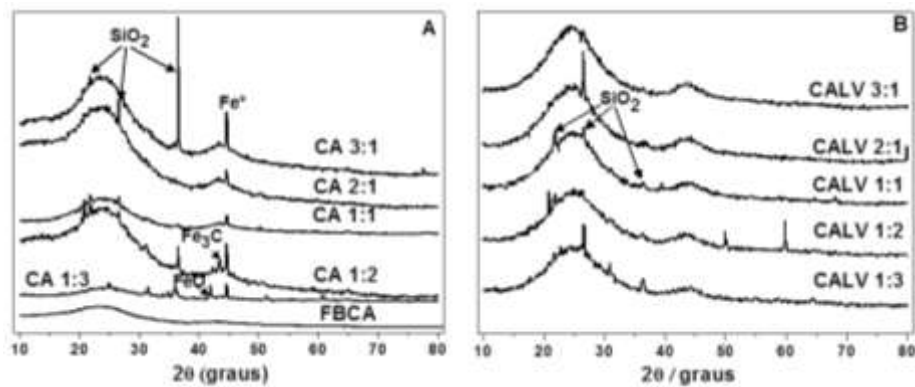 A
SiO2
Fe°
CA 3:1
CA 2:1
CA 1:1
Fe3C
CA 1:2
CA 1:3
FeO
FBCA
10 20 30 40 50 60 70 80
2θ (graus)
B
CALV 3:1
SiO2
CALV 2:1
CALV 1:1
CALV 1:2
CALV 1:3
10 20 30 40 50 60 70 80
2θ / graus